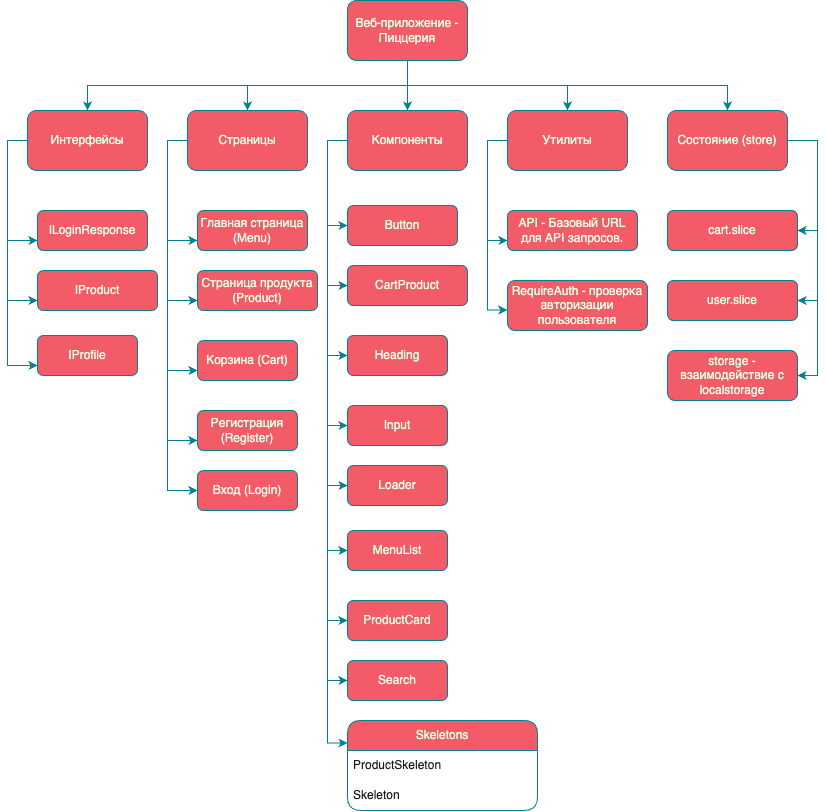 Веб-приложение -
Пиццерия
Интерфейсы
Страницы
Компоненты
Утилиты
Состояние (store)
ILoginResponse
IProduct
IProfile
Главная страница
(Menu)
Страница продукта
(Product)
Корзина (Cart)
Регистрация
(Register)
Вход (Login)
Button
CartProduct
Heading
Input
Loader
MenuList
ProductCard
Search
Skeletons
ProductSkeleton
Skeleton
API - Базовый URL
для API запросов.
RequireAuth - проверка
авторизации
пользователя
cart.slice
user.slice
storage -
взаимодействие с
localstorage